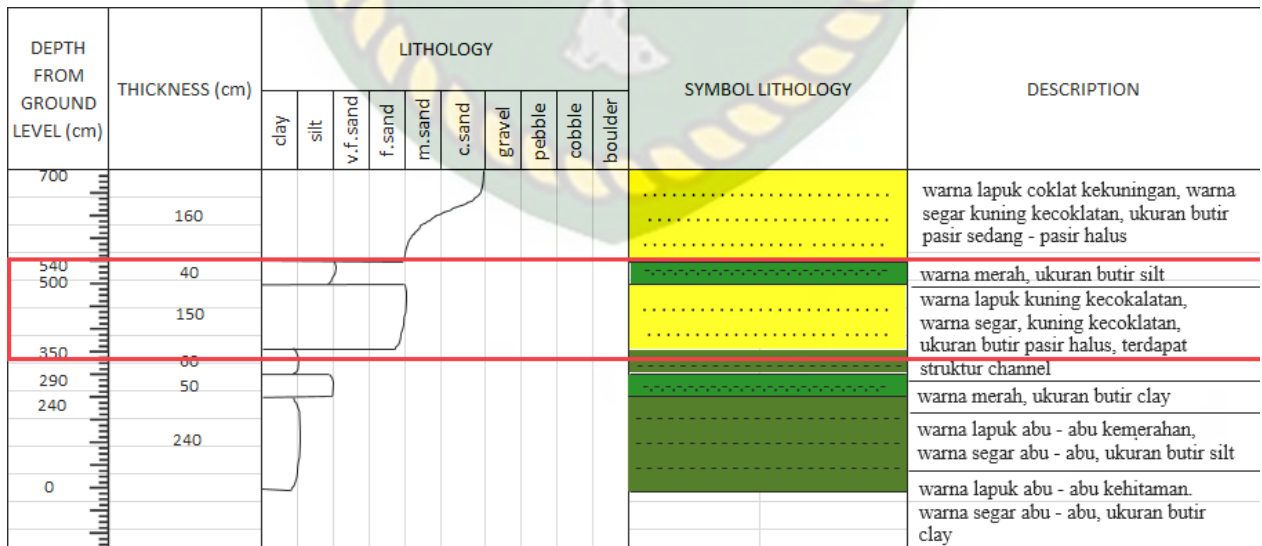 DEPTH
FROM
GROUND
LEVEL (cm)
THICKNESS (cm)
LITHOLOGY
clay
silt
v.f.sand
f.sand
m.sand
c.sand
gravel
pebble
cobble
boulder
SYMBOL LITHOLOGY
DESCRIPTION
700
160
warna lapuk coklat kekuningan, warna
segar kuning kecoklatan, ukuran butir
pasir sedang - pasir halus
540
40
warna merah, ukuran butir silt
500
150
warna lapuk kuning kecokalatan,
warna segar, kuning kecoklatan,
ukuran butir pasir halus, terdapat
struktur channel
350
60
290
50
warna merah, ukuran butir clay
240
240
warna lapuk abu - abu kemerahan,
warna segar abu - abu, ukuran butir silt
0
warna lapuk abu - abu kehitaman.
warna segar abu - abu, ukuran butir
clay